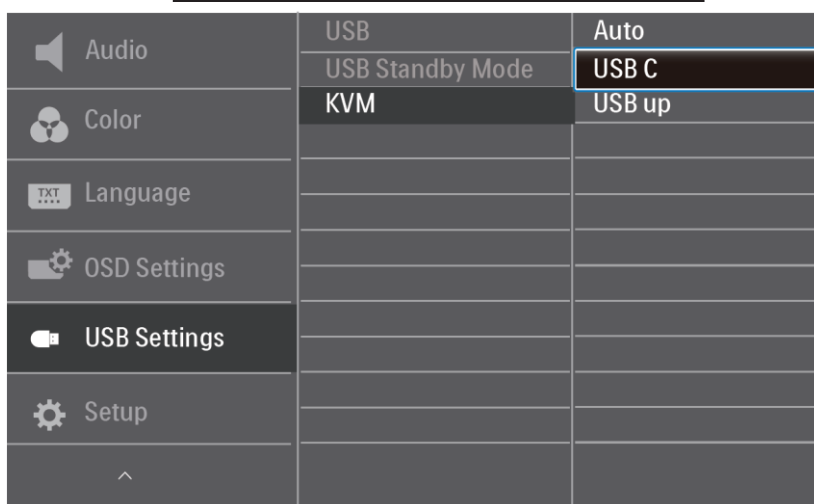 Audio
Color
TXT
Language
OSD Settings
USB Settings
Setup
USB
USB Standby Mode
KVM
Auto
USB C
USB up